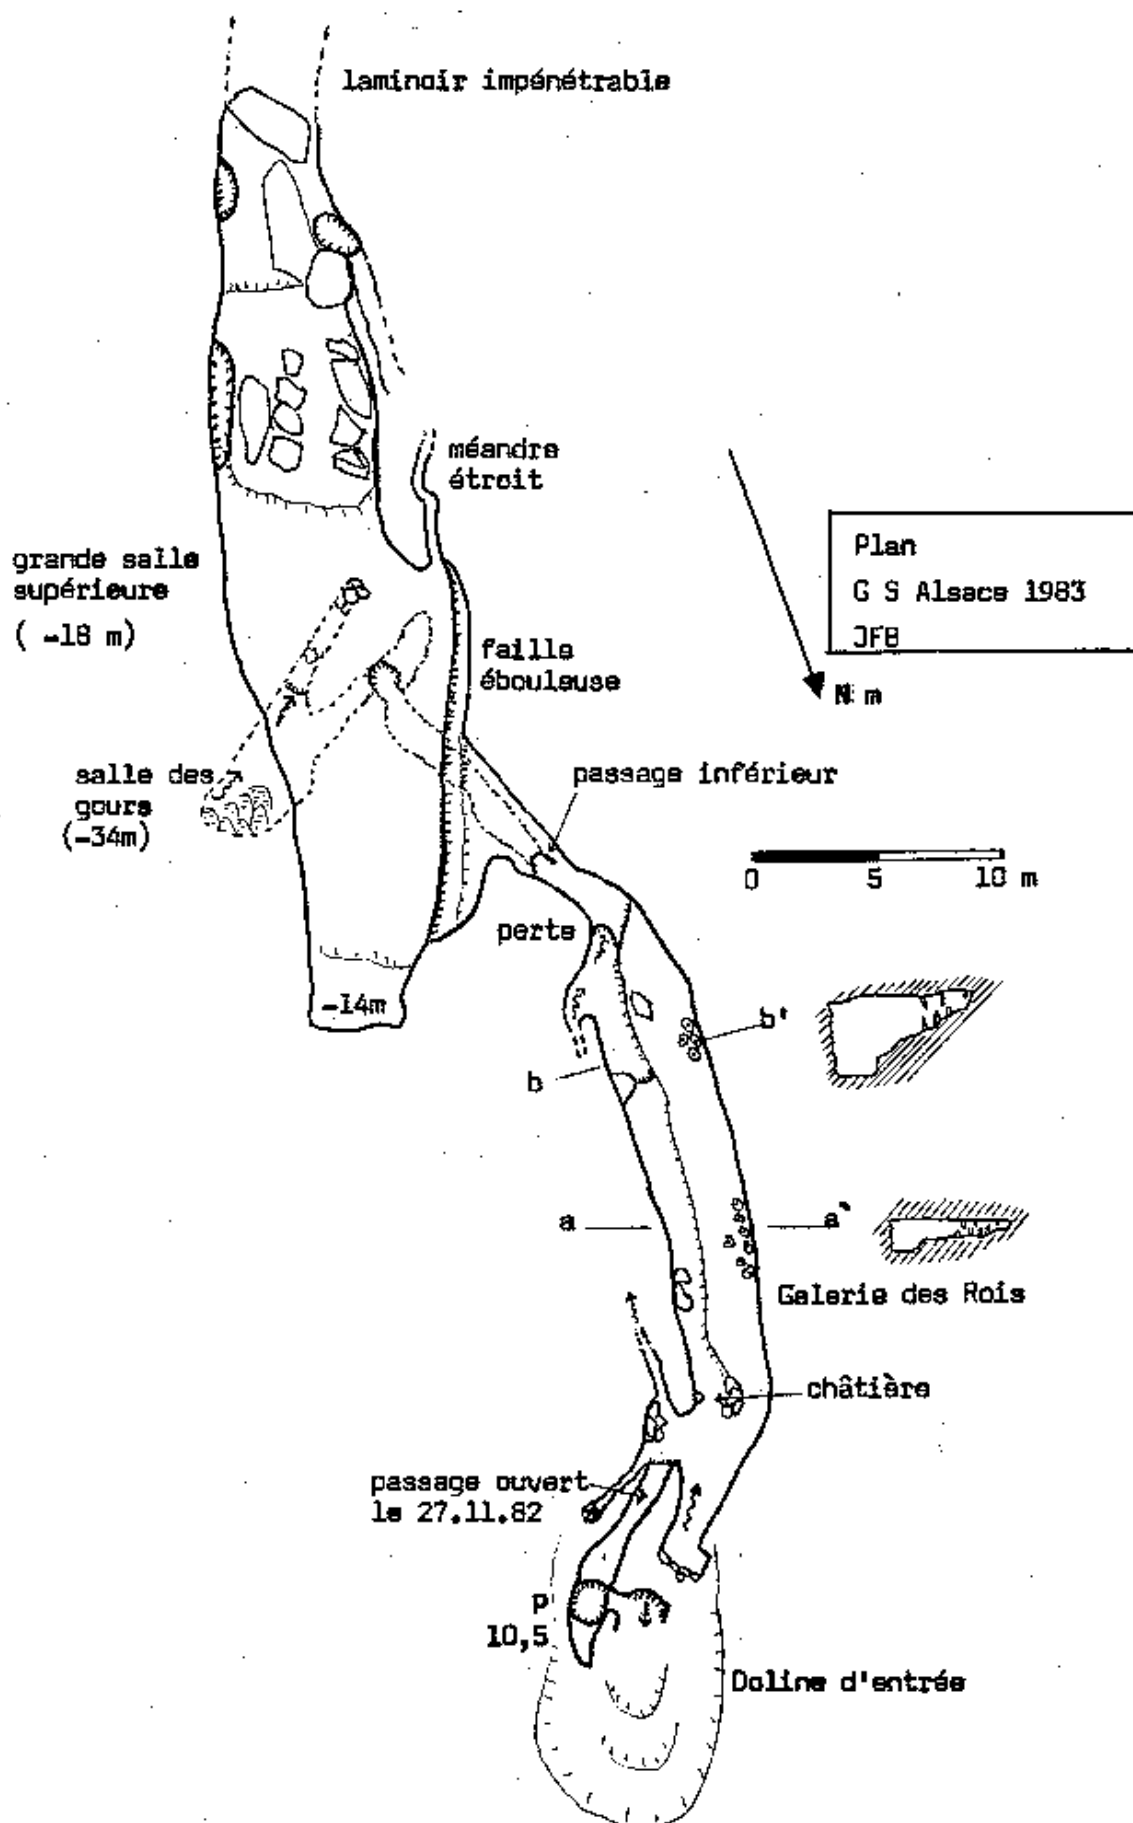 laminoir impénétrable
méandre
étroit
grande salle
supérieure
( -18 m)
Plan
G S Alsace 1983
JFB
faille
ébouleuse
N m
salle des
gours
(-34m)
passage inférieur
0 5 10 m
perte
-14m
b'
b
a
a'
Galerie des Rois
châtière
passage ouvert
le 27.11.82
P
10,5
Doline d'entrée